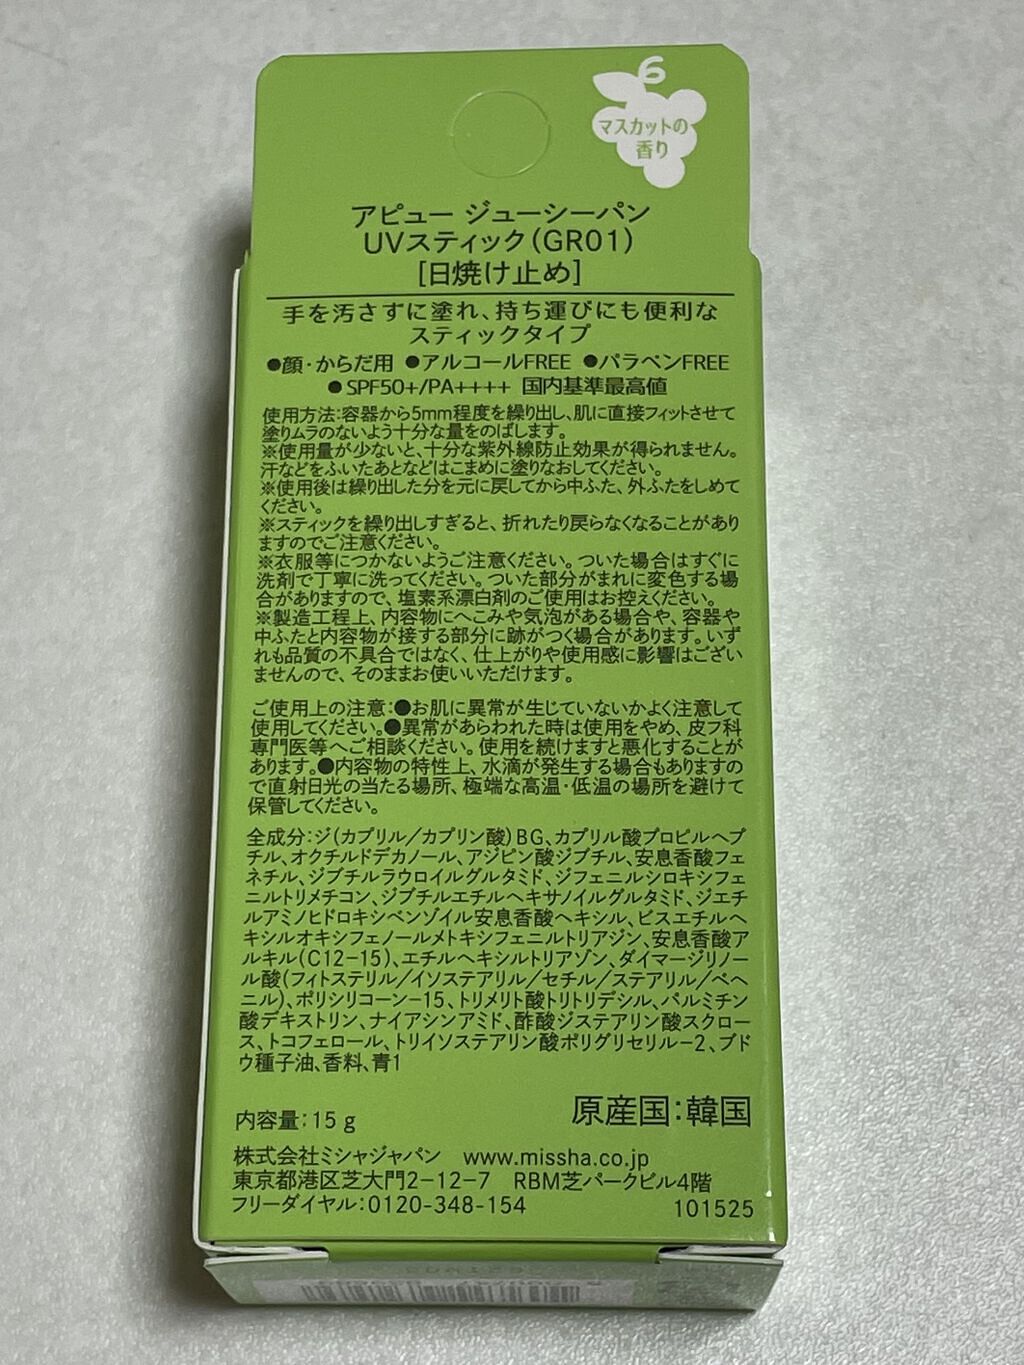 マスカットの
香り
アピュー ジューシーパン
UVスティック(GR01)
[日焼け止め]
手を汚さずに塗れ、持ち運びにも便利な
スティックタイプ
●顔・からだ用 ●アルコールFREE ●パラベンFREE
●SPF50+/PA++++ 国内基準最高値
使用方法:容器から5mm程度を繰り出し、肌に直接フィットさせて
塗りムラのないよう十分な量をのばします。
※使用量が少ないと、十分な紫外線防止効果が得られません。
汗などをふいたあとなどはこまめに塗りなおしてください。
※使用後は繰り出した分を元に戻してから中ふた、外ふたをしめて
ください。
※スティックを繰り出しすぎると、折れたり戻らなくなることがあり
ますのでご注意ください。
※衣服等につかないようご注意ください。ついた場合はすぐに
洗剤で丁寧に洗ってください。ついた部分がまれに変色する場
合がありますので、塩素系漂白剤のご使用はお控えください。
※製造工程上、内容物にへこみや気泡がある場合や、容器や
中ふたと内容物が接する部分に跡がつく場合があります。いず
れも品質の不具合ではなく、仕上がりや使用感に影響はござい
ませんので、そのままお使いいただけます。
ご使用上の注意:●お肌に異常が生じていないかよく注意して
使用してください。●異常があらわれた時は使用をやめ、皮フ科
専門医等へご相談ください。使用を続けますと悪化することが
あります。●内容物の特性上、水滴が発生する場合もありますの
で直射日光の当たる場所、極端な高温・低温の場所を避けて
保管してください。
全成分:ジ(カプリル/カプリン酸)BG、カプリル酸プロピルヘプ
チル、オクチルドデカノール、アジピン酸ジブチル、安息香酸フェ
ネチル、ジブチルラウロイルグルタミド、ジフェニルシロキシフェ
ニルトリメチコン、ジブチルエチルヘキサノイルグルタミド、ジエチ
ルアミノヒドロキシベンゾイル安息香酸ヘキシル、ビスエチルヘ
キシルオキシフェノールメトキシフェニルトリアジン、安息香酸ア
ルキル(C12-15)、エチルヘキシルトリアゾン、ダイマージリノー
ル酸(フィトステリル/イソステアリル/セチル/ステアリル/ベヘ
ニル)、ポリシリコーン-15、トリメリト酸トリトリデシル、パルミチン
酸デキストリン、ナイアシンアミド、酢酸ジステアリン酸スクロー
ス、トコフェロール、トリイソステアリン酸ポリグリセリル-2、ブド
ウ種子油、香料、青1
内容量:15 g 原産国:韓国
株式会社ミシャジャパン www.missha.co.jp
東京都港区芝大門2-12-7 RBM芝パークビル4階
フリーダイヤル:0120-348-154 101525